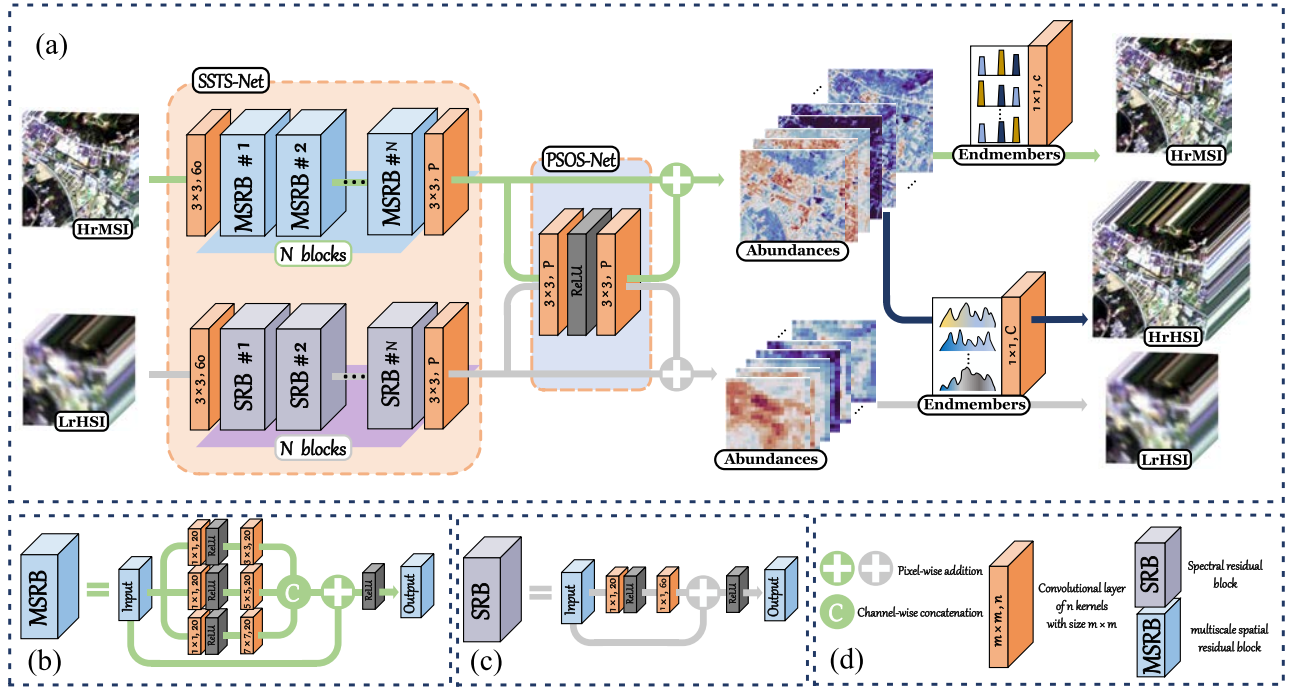 (a)
SSTS-Net
3×3, 60
MSRB #1
MSRB #2
...
MSRB #N
3×3, P
HrMSI
N blocks
PSOS-Net
3×3, P
ReLU
3×3, P
Abundances
1×1, c
Endmembers
HrMSI
HrHSI
LrHSI
3×3, 60
SRB #1
SRB #2
...
SRB #N
3×3, P
N blocks
Abundances
1×1, C
Endmembers
LrHSI
MSRB
=
Input
1×1, 20
ReLU
3×3, 20
1×1, 20
ReLU
5×5, 20
1×1, 20
ReLU
7×7, 20
C
ReLU
Output
(b)
SRB
=
Input
1×1, 20
ReLU
1×1, 60
ReLU
Output
(c)
Pixel-wise addition
C
Channel-wise concatenation
m×m, n
Convolutional layer
of n kernels
with size m×m
SRB
Spectral residual
block
MSRB
multiscale spatial
residual block
(d)